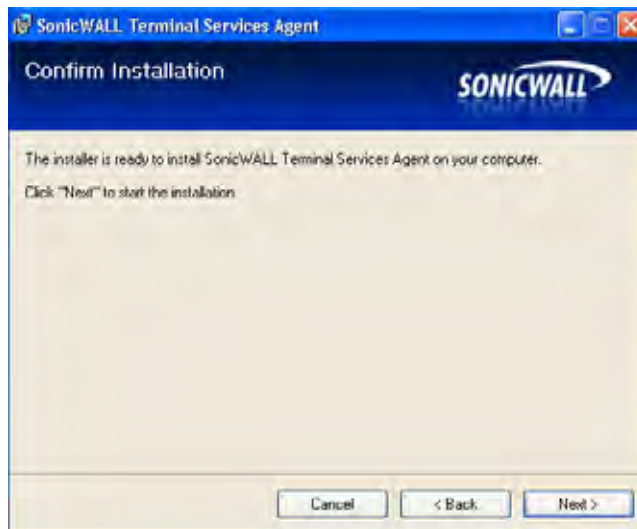 SonicWALL Terminal Services Agent
Confirm Installation
SONICWALL
The installer is ready to install SonicWALL Terminal Services Agent on your computer.
Click "Next" to start the installation
Cancel
< Back
Next >